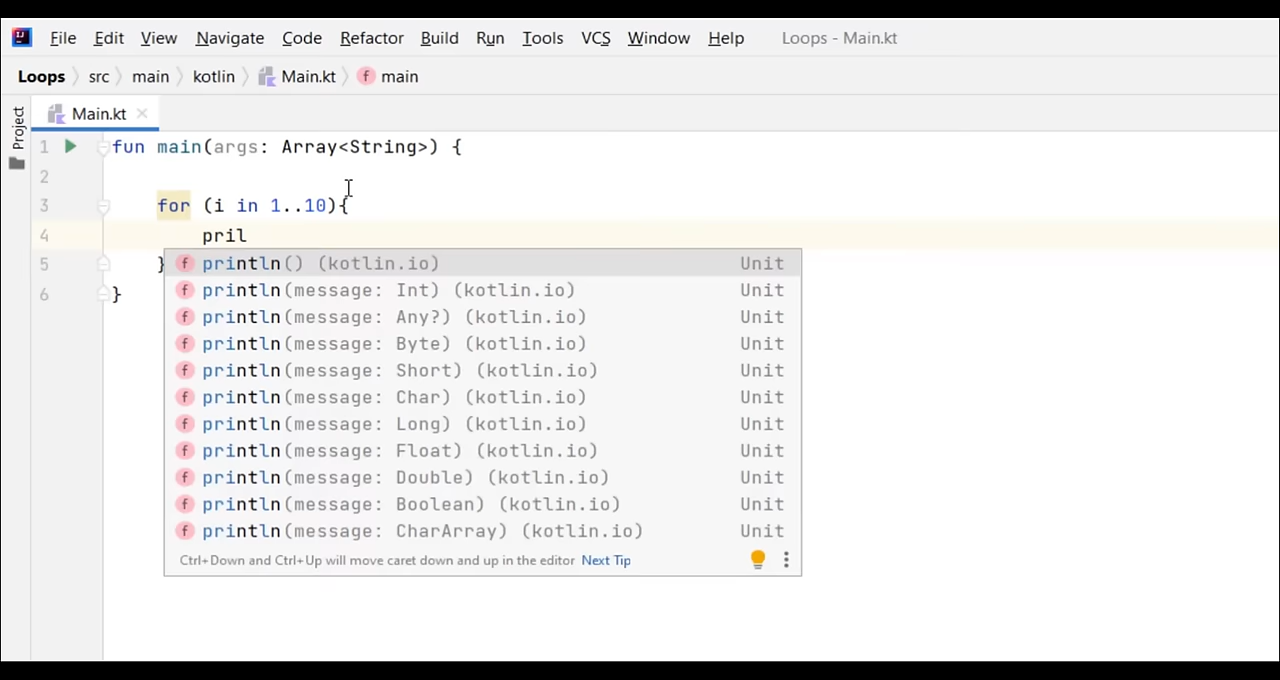 File Edit View Navigate Code Refactor Build Run Tools VCS Window Help Loops - Main.kt
Loops src main kotlin Main.kt main
Project
Main.kt
1 fun main(args: Array<String>) {
2
3 for (i in 1..10){
4 pril
5 }
6 }
println() (kotlin.io) Unit
println(message: Int) (kotlin.io) Unit
println(message: Any?) (kotlin.io) Unit
println(message: Byte) (kotlin.io) Unit
println(message: Short) (kotlin.io) Unit
println(message: Char) (kotlin.io) Unit
println(message: Long) (kotlin.io) Unit
println(message: Float) (kotlin.io) Unit
println(message: Double) (kotlin.io) Unit
println(message: Boolean) (kotlin.io) Unit
println(message: CharArray) (kotlin.io) Unit
Ctrl+Down and Ctrl+Up will move caret down and up in the editor Next Tip